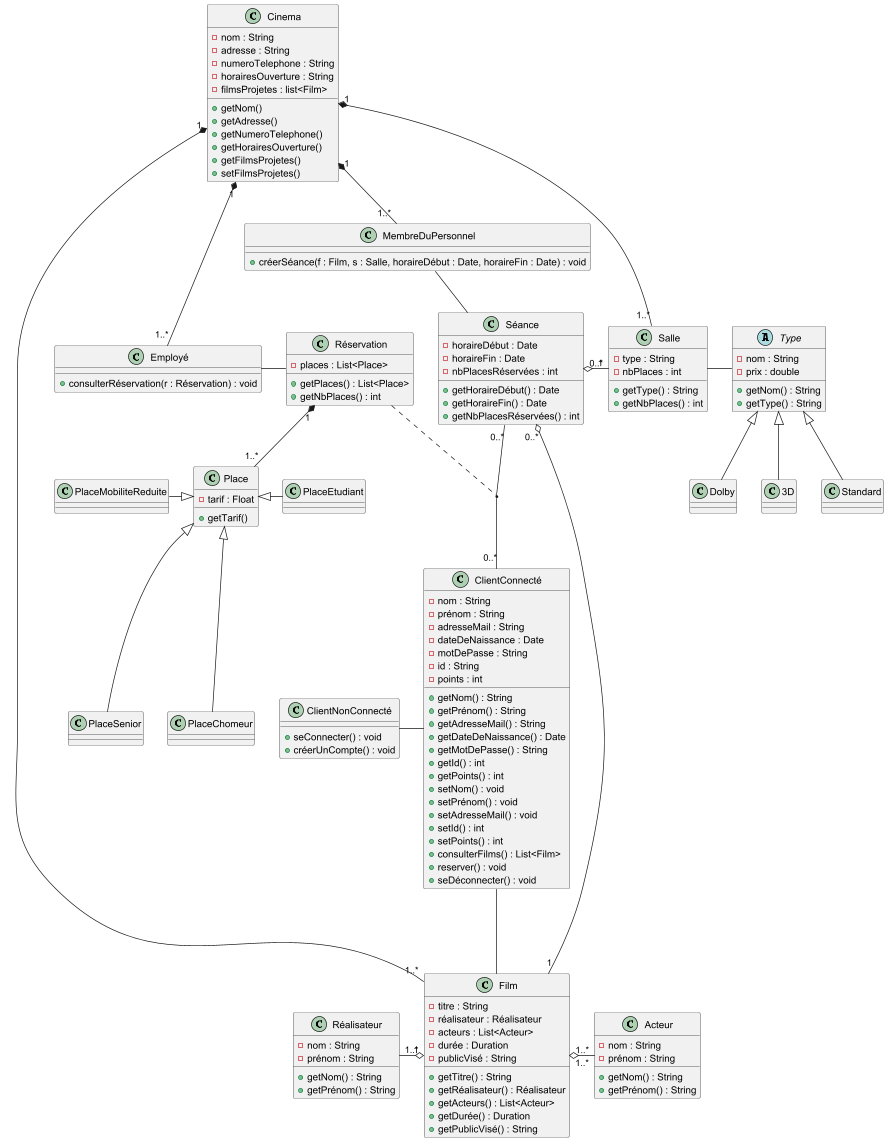 C Cinema
nom : String
adresse : String
numeroTelephone : String
horairesOuverture : String
filmsProjetes : list<Film>
getNom()
getAdresse()
getNumeroTelephone()
getHorairesOuverture()
getFilmsProjetes()
setFilmsProjetes()
1
1
1
1
1..*
C MembreDuPersonnel
créerSéance(f : Film, s : Salle, horaireDébut : Date, horaireFin : Date) : void
1..*
1..*
C Employé
consulterRéservation(r : Réservation) : void
C Réservation
places : List<Place>
getPlaces() : List<Place>
getNbPlaces() : int
C Séance
horaireDébut : Date
horaireFin : Date
nbPlacesRéservées : int
getHoraireDébut() : Date
getHoraireFin() : Date
getNbPlacesRéservées() : int
0..*
1
C Salle
type : String
nbPlaces : int
getType() : String
getNbPlaces() : int
A Type
nom : String
prix : double
getNom() : String
getType() : String
1
1..*
0..*
0..*
C Place
tarif : Float
getTarif()
C PlaceMobiliteReduite
C PlaceEtudiant
C Dolby
C 3D
C Standard
0..*
C ClientConnecté
nom : String
prénom : String
adresseMail : String
dateDeNaissance : Date
motDePasse : String
id : String
points : int
getNom() : String
getPrénom() : String
getAdresseMail() : String
getDateDeNaissance() : Date
getMotDePasse() : String
getId() : int
getPoints() : int
setNom() : void
setPrénom() : void
setAdresseMail() : void
setId() : int
setPoints() : int
consulterFilms() : List<Film>
reserver() : void
seDéconnecter() : void
C PlaceSenior
C PlaceChomeur
C ClientNonConnecté
seConnecter() : void
créerUnCompte() : void
1..*
1
C Film
titre : String
réalisateur : Réalisateur
acteurs : List<Acteur>
durée : Duration
publicVisé : String
getTitre() : String
getRéalisateur() : Réalisateur
getActeurs() : List<Acteur>
getDurée() : Duration
getPublicVisé() : String
C Réalisateur
nom : String
prénom : String
getNom() : String
getPrénom() : String
1..*
1..*
C Acteur
nom : String
prénom : String
getNom() : String
getPrénom() : String